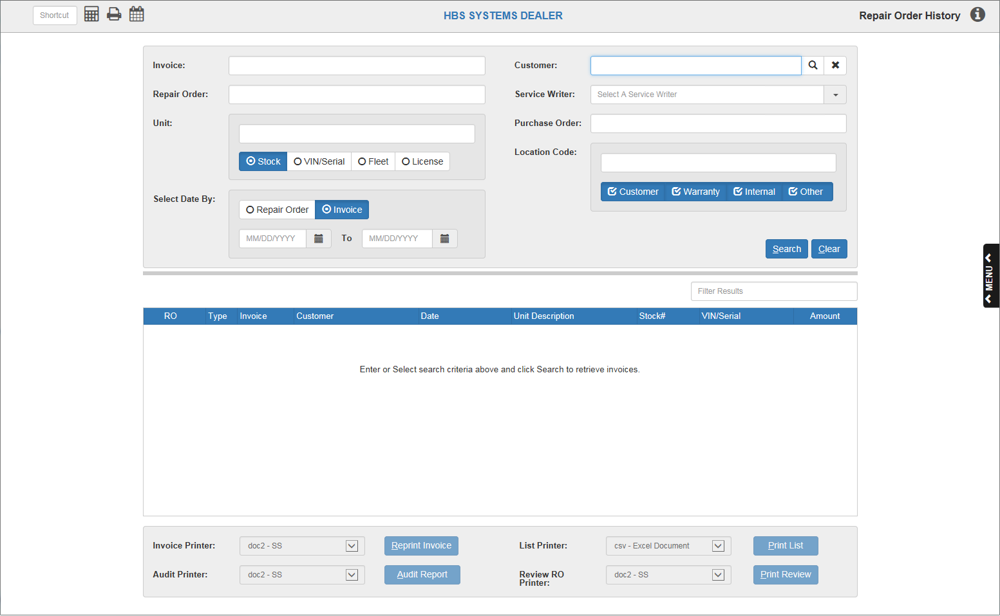 Shortcut
HBS SYSTEMS DEALER
Repair Order History
Invoice:
Customer:
Repair Order:
Service Writer:
Select A Service Writer
Unit:
Purchase Order:
Stock
VIN/Serial
Fleet
License
Location Code:
Customer
Warranty
Internal
Other
Select Date By:
Repair Order
Invoice
MM/DD/YYYY
To
MM/DD/YYYY
Search
Clear
MENU
Filter Results
RO Type Invoice Customer Date Unit Description Stock# VIN/Serial Amount
Enter or Select search criteria above and click Search to retrieve invoices.
Invoice Printer:
doc2 - SS
Reprint Invoice
List Printer:
csv - Excel Document
Print List
Audit Printer:
doc2 - SS
Audit Report
Review RO
Printer:
doc2 - SS
Print Review